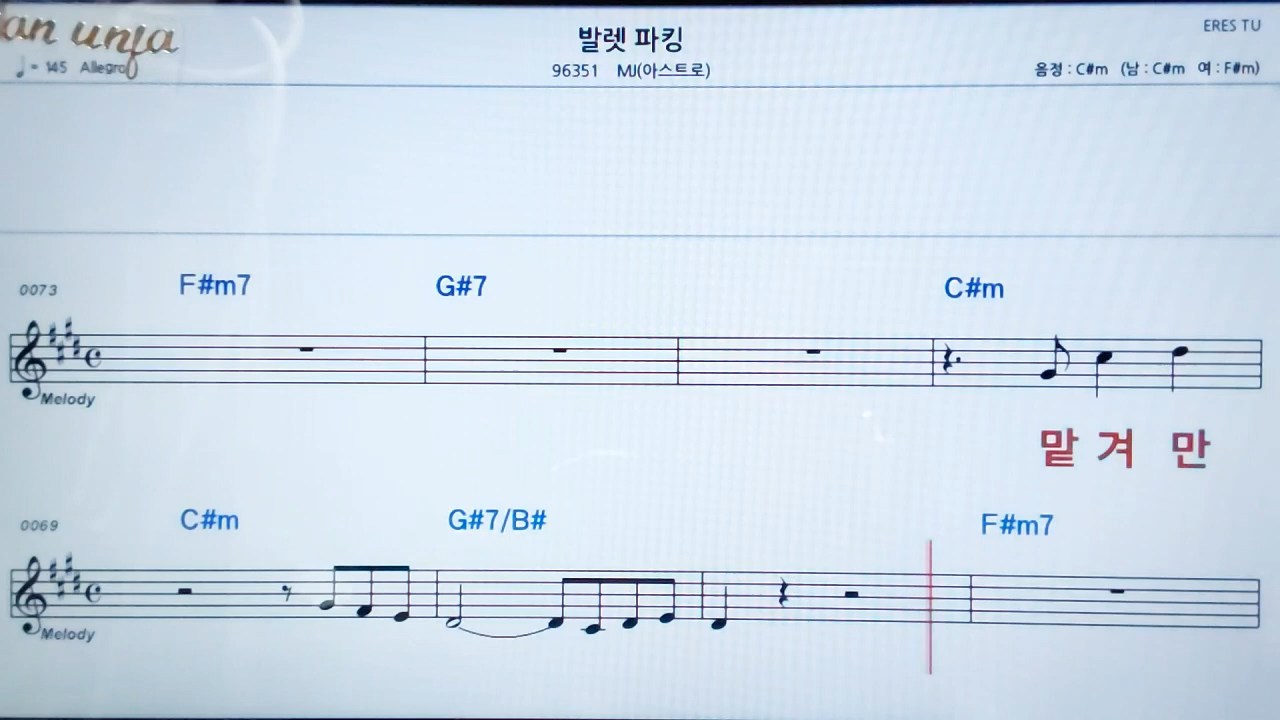 an unja
발렛 파킹
ERES TU
♩= 145 Allegro
96351 MJ(아스트로)
음정 : C#m (남 : C#m 여 : F#m)
0073 F#m7 G#7 C#m
Melody
맡 겨 만
0069 C#m G#7/B# F#m7
Melody